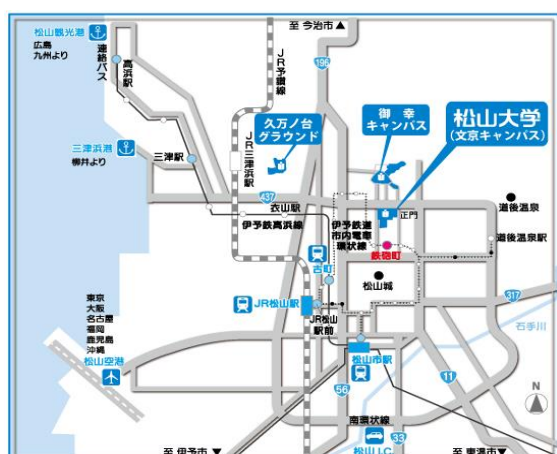 至 今治市▲
松山観光港
広島
九州より
連絡バス
高浜駅
JR予讃線
196
久万ノ台
グラウンド
御幸
キャンパス
松山大学
(文京キャンパス)
三津浜港
柳井より
三津駅
JR三津浜駅
437
衣山駅
伊予鉄高浜線
伊予鉄道
市内電車
環状線
正門
道後温泉
道後温泉駅
鉄砲町
古町
松山城
東京
大阪
名古屋
福岡
鹿児島
沖縄
松山空港
JR松山駅
JR松山
駅前
317
石手川
松山市駅
56
11
N
南環状線
33
松山I.C.
至 伊予市▼
至 東温市▼